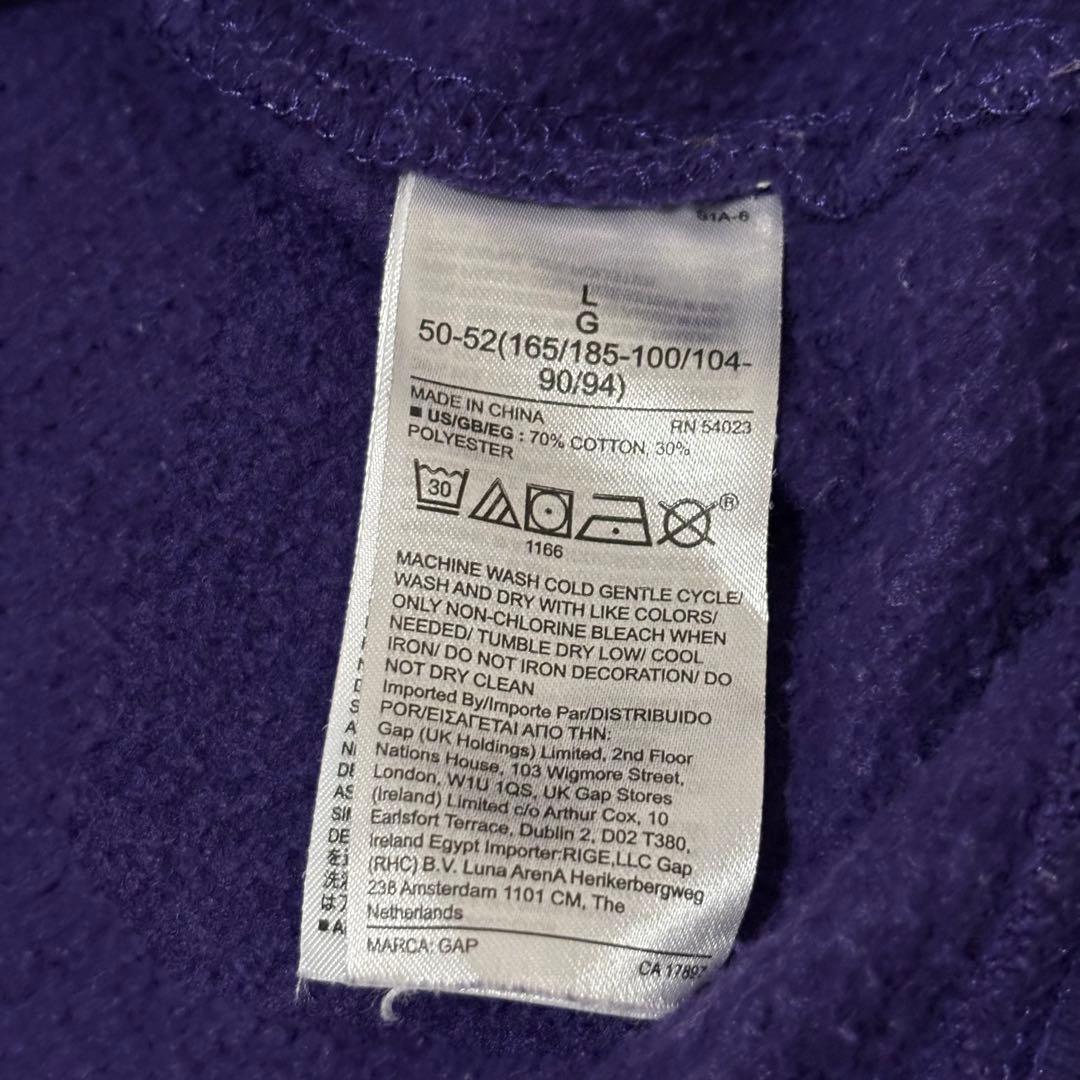 L
G
50-52(165/185-100/104-
90/94)
MADE IN CHINA
RN 54023
■ US/GB/EG : 70% COTTON, 30%
POLYESTER
30
®
1166
MACHINE WASH COLD GENTLE CYCLE/
WASH AND DRY WITH LIKE COLORS/
ONLY NON-CHLORINE BLEACH WHEN
NEEDED/ TUMBLE DRY LOW/ COOL
IRON/ DO NOT IRON DECORATION/ DO
NOT DRY CLEAN
Imported By/Importe Par/DISTRIBUIDO
POR/ΕΙΣΑΓΕΤΑΙ ΑΠΟ ΤΗΝ:
Gap (UK Holdings) Limited, 2nd Floor
Nations House, 103 Wigmore Street,
London, W1U 1QS, UK Gap Stores
(Ireland) Limited c/o Arthur Cox, 10
Earlsfort Terrace, Dublin 2, D02 T380,
Ireland Egypt Importer:RIGE,LLC Gap
(RHC) B.V. Luna ArenA Herikerbergweg
238 Amsterdam 1101 CM, The
Netherlands
MARCA: GAP
CA 17897